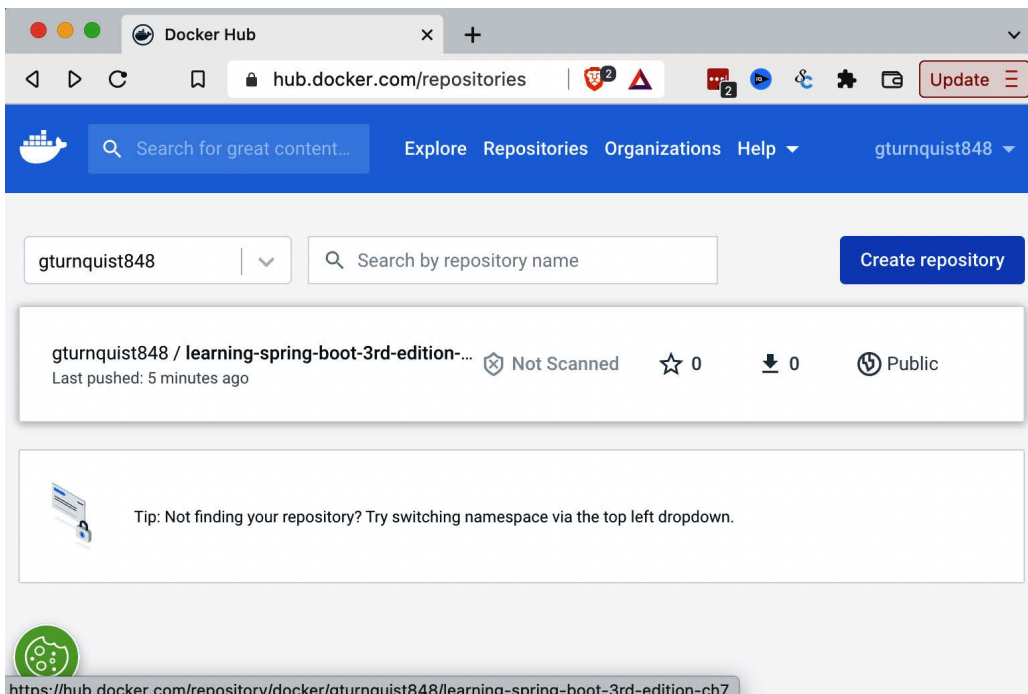 Docker Hub
hub.docker.com/repositories 2 2 Update
Search for great content... Explore Repositories Organizations Help gturnquist848
gturnquist848 Search by repository name Create repository
gturnquist848 / learning-spring-boot-3rd-edition-... Not Scanned 0 0 Public
Last pushed: 5 minutes ago
Tip: Not finding your repository? Try switching namespace via the top left dropdown.
https://hub.docker.com/repository/docker/gturnquist848/learning-spring-boot-3rd-edition-ch7